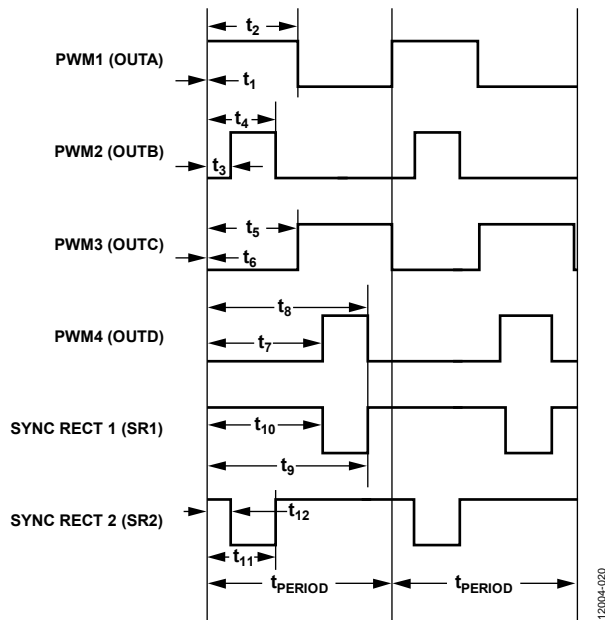 t2
PWM1 (OUTA)
t1
t4
PWM2 (OUTB)
t3
t5
PWM3 (OUTC)
t6
t8
PWM4 (OUTD)
t7
SYNC RECT 1 (SR1)
t10
t9
SYNC RECT 2 (SR2)
t12
t11
tPERIOD tPERIOD
12004-020